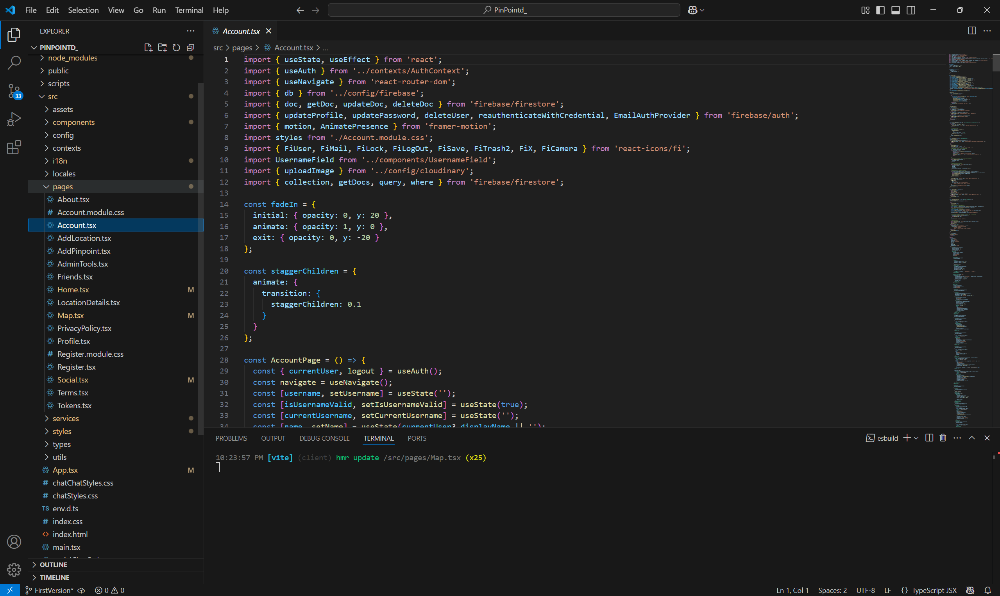 File Edit Selection View Go Run Terminal Help
PinPointd_
EXPLORER
PINPOINTD_
node_modules
public
scripts
src
assets
components
config
contexts
i18n
locales
pages
About.tsx
# Account.module.css
Account.tsx
AddLocation.tsx
AddPinpoint.tsx
AdminTools.tsx
Friends.tsx
Home.tsx M
LocationDetails.tsx
Map.tsx M
PrivacyPolicy.tsx
Profile.tsx
# Register.module.css
Register.tsx
Social.tsx M
Terms.tsx
Tokens.tsx
services
styles
types
utils
App.tsx M
# chatChatStyles.css
# chatStyles.css
TS env.d.ts
# index.css
<> index.html
main.tsx
OUTLINE
TIMELINE
33
Account.tsx
src > pages > Account.tsx > ...
1 import { useState, useEffect } from 'react';
2 import { useAuth } from '../contexts/AuthContext';
3 import { useNavigate } from 'react-router-dom';
4 import { db } from '../config/firebase';
5 import { doc, getDoc, updateDoc, deleteDoc } from 'firebase/firestore';
6 import { updateProfile, updatePassword, deleteUser, reauthenticateWithCredential, EmailAuthProvider } from 'firebase/auth';
7 import { motion, AnimatePresence } from 'framer-motion';
8 import styles from './Account.module.css';
9 import { FiUser, FiMail, FiLock, FiLogOut, FiSave, FiTrash2, FiX, FiCamera } from 'react-icons/fi';
10 import UsernameField from '../components/UsernameField';
11 import { uploadImage } from '../config/cloudinary';
12 import { collection, getDocs, query, where } from 'firebase/firestore';
13
14 const fadeIn = {
15 initial: { opacity: 0, y: 20 },
16 animate: { opacity: 1, y: 0 },
17 exit: { opacity: 0, y: -20 }
18 };
19
20 const staggerChildren = {
21 animate: {
22 transition: {
23 staggerChildren: 0.1
24 }
25 }
26 };
27
28 const AccountPage = () => {
29 const { currentUser, logout } = useAuth();
30 const navigate = useNavigate();
31 const [username, setUsername] = useState('');
32 const [isUsernameValid, setIsUsernameValid] = useState(true);
33 const [currentUsername, setCurrentUsername] = useState('');
34 const [name, setName] = useState(currentUser?.displayName || '');
PROBLEMS OUTPUT DEBUG CONSOLE TERMINAL PORTS
esbuild
10:23:57 PM [vite] (client) hmr update /src/pages/Map.tsx (x25)
FirstVersion* 0 0
Ln 1, Col 1 Spaces: 2 UTF-8 LF {} TypeScript JSX